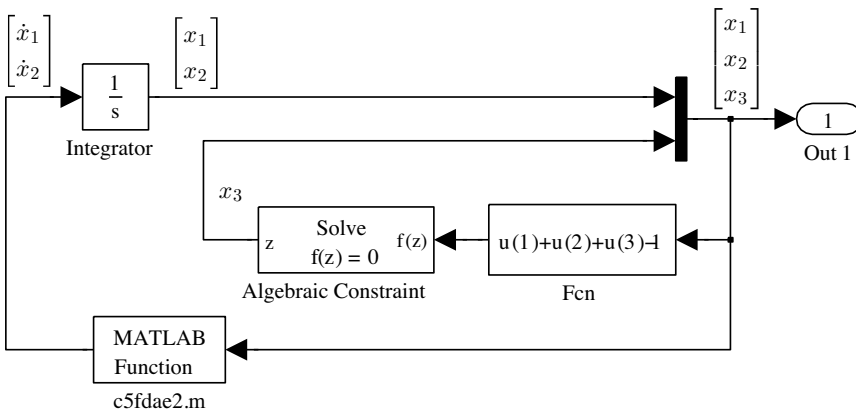 [ẋ1 ẋ2]
[x1 x2]
[x1 x2 x3]
1/s
Integrator
1
Out 1
x3
z
Solve
f(z) = 0
f(z)
Algebraic Constraint
u(1)+u(2)+u(3)-1
Fcn
MATLAB
Function
c5fdae2.m